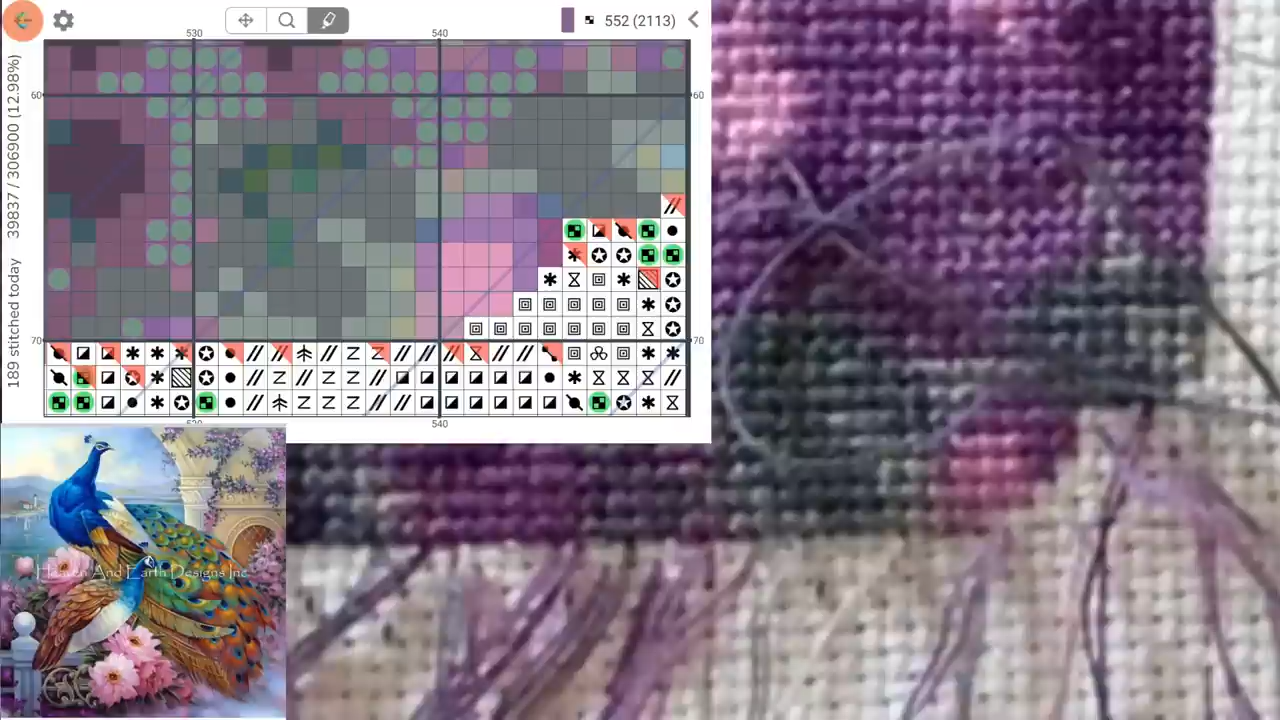 552 (2113)
530 540
189 stitched today 39837 / 306900 (12.98%)
60 60
70 70
530 540
Heaven And Earth Designs Inc